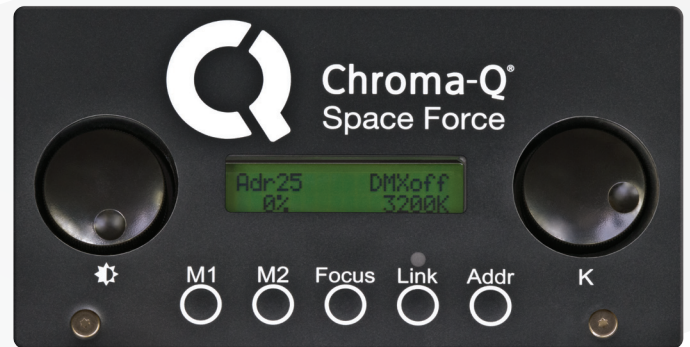 Chroma-Q®
Space Force
Adr25 DMXoff
0% 3200K
M1 M2 Focus Link Addr K